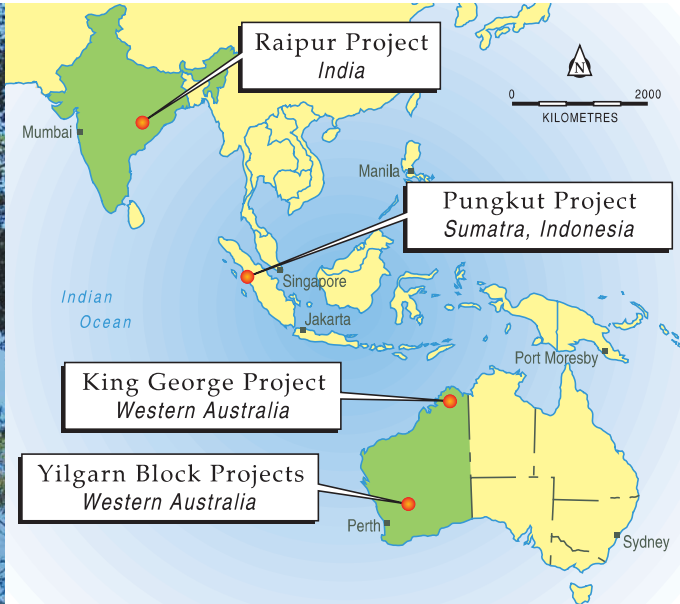 Raipur Project
India
N
0 2000
KILOMETRES
Mumbai
Manila
Pungkut Project
Sumatra, Indonesia
Singapore
Indian
Ocean
Jakarta
Port Moresby
King George Project
Western Australia
Yilgarn Block Projects
Western Australia
Perth
Sydney